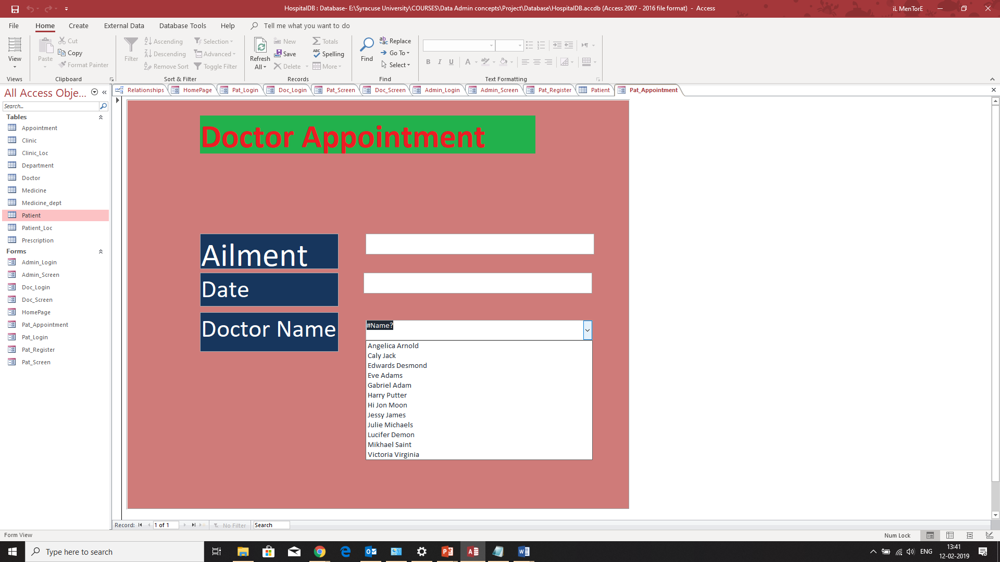 HospitalDB : Database- E:\Syracuse University\COURSES\Data Admin concepts\Project\Database\HospitalDB.accdb (Access 2007 - 2016 file format) - Access
iL MenTorE
File Home Create External Data Database Tools Help Tell me what you want to do
View
Views
Paste
Cut
Copy
Format Painter
Clipboard
Filter
Ascending
Descending
Remove Sort
Selection
Advanced
Toggle Filter
Sort & Filter
Refresh
All
New
Save
Delete
Totals
Spelling
More
Records
Find
Replace
Go To
Select
Find
B I U A
Text Formatting
All Access Obje...
Search...
Tables
Appointment
Clinic
Clinic_Loc
Department
Doctor
Medicine
Medicine_dept
Patient
Patient_Loc
Prescription
Forms
Admin_Login
Admin_Screen
Doc_Login
Doc_Screen
HomePage
Pat_Appointment
Pat_Login
Pat_Register
Pat_Screen
Relationships HomePage Pat_Login Doc_Login Pat_Screen Doc_Screen Admin_Login Admin_Screen Pat_Register Patient Pat_Appointment
Doctor Appointment
Ailment
Date
Doctor Name
#Name?
Angelica Arnold
Caly Jack
Edwards Desmond
Eve Adams
Gabriel Adam
Harry Putter
Hi Jon Moon
Jessy James
Julie Michaels
Lucifer Demon
Mikhael Saint
Victoria Virginia
Record: 1 of 1 No Filter Search
Form View
Num Lock
Type here to search
ENG
13:41
12-02-2019